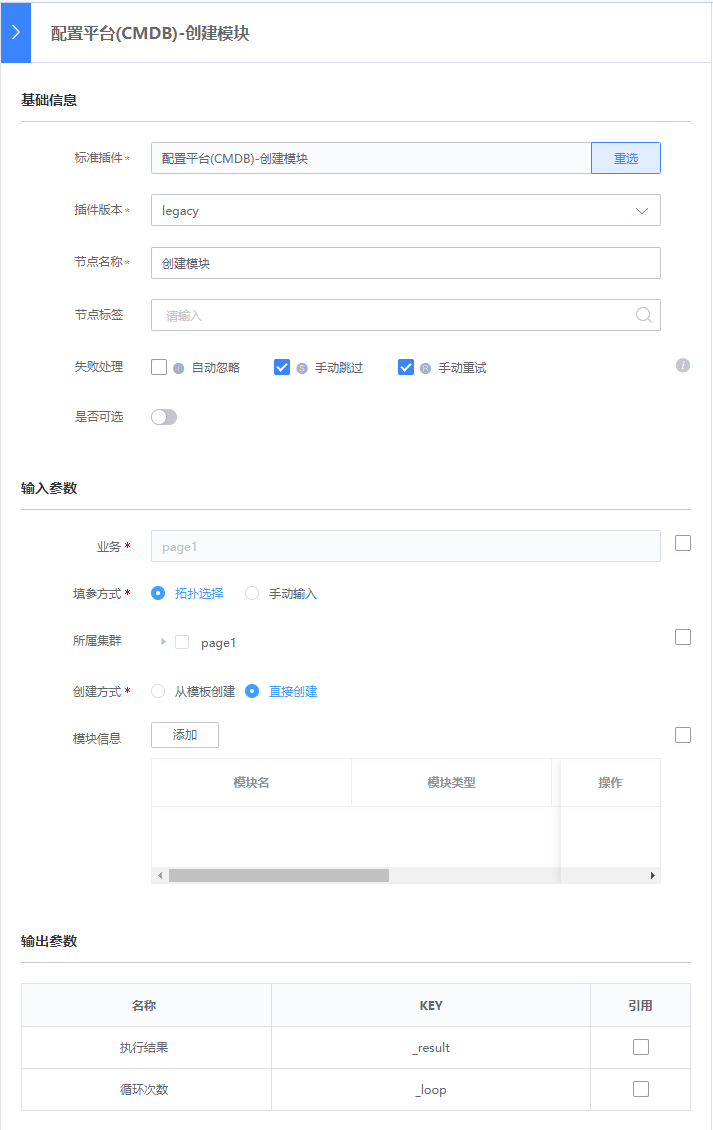 配置平台(CMDB)-创建模块
基础信息
标准插件* 配置平台(CMDB)-创建模块 重选
插件版本* legacy
节点名称* 创建模块
节点标签 请输入
失败处理 I 自动忽略 S 手动跳过 R 手动重试 i
是否可选
输入参数
业务* page1
填参方式* 拓扑选择 手动输入
所属集群 page1
创建方式* 从模板创建 直接创建
模块信息 添加
模块名 模块类型 操作
输出参数
名称 KEY 引用
执行结果 _result
循环次数 _loop